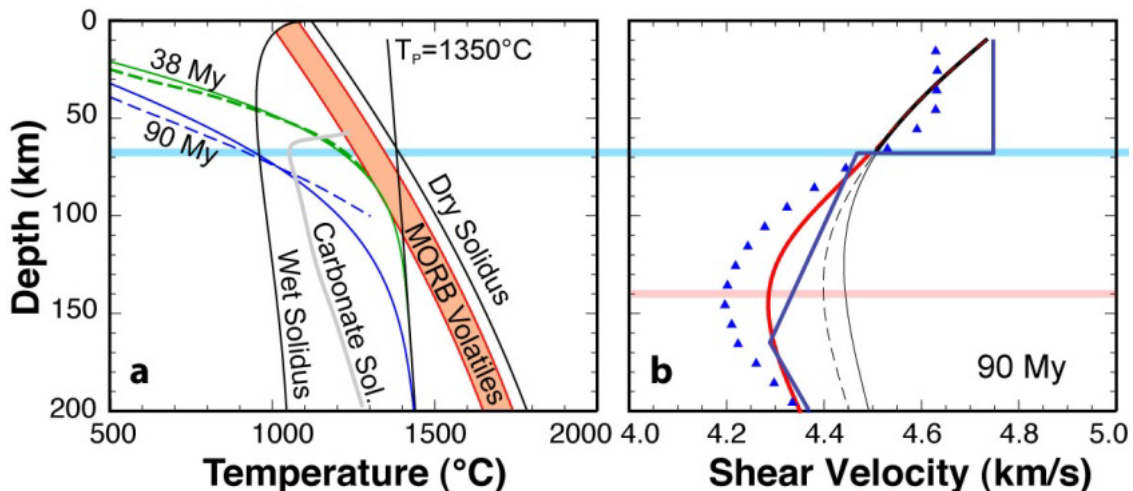 0
50
100
150
200
Depth (km)
500
1000
1500
2000
Temperature (°C)
38 My
90 My
T_P=1350°C
Wet Solidus
Carbonate Sol.
MORB Volatiles
Dry Solidus
a
b
90 My
4.0
4.2
4.4
4.6
4.8
5.0
Shear Velocity (km/s)